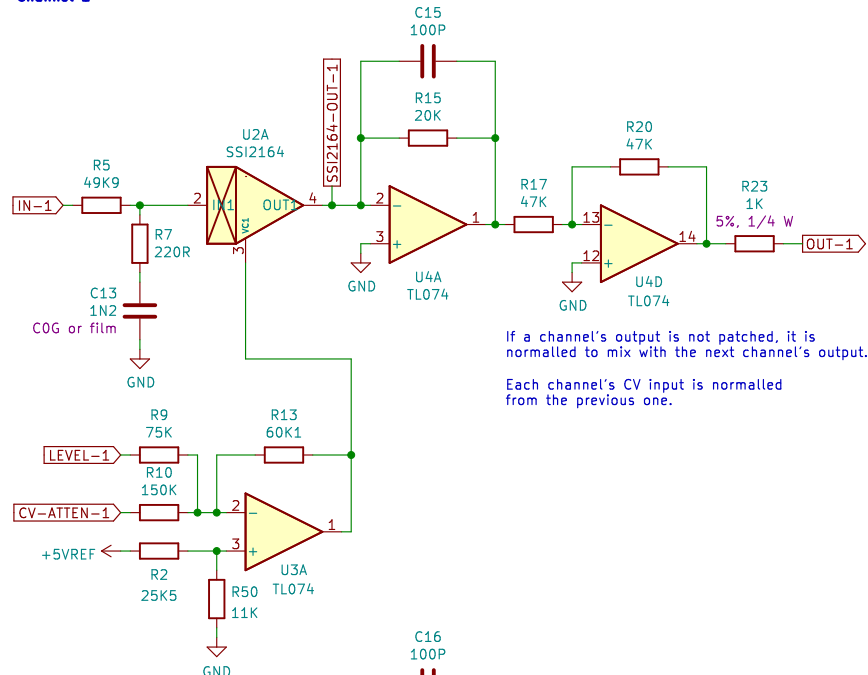 Channel 1
C15
100P
SSI2164-OUT-1
R15
20K
U2A
SSI2164
R20
47K
R5
49K9
R17
47K
R23
1K
5%, 1/4 W
IN-1
2
IN1
OUT1
4
VC1
3
2
−
1
3
+
13
−
14
12
+
OUT-1
R7
220R
GND
U4A
TL074
GND
U4D
TL074
C13
1N2
C0G or film
GND
If a channel's output is not patched, it is
normalled to mix with the next channel's output.
Each channel's CV input is normalled
from the previous one.
R9
75K
R13
60K1
LEVEL-1
R10
150K
CV-ATTEN-1
2
−
1
+5VREF
3
+
R2
25K5
R50
11K
U3A
TL074
GND
C16
100P